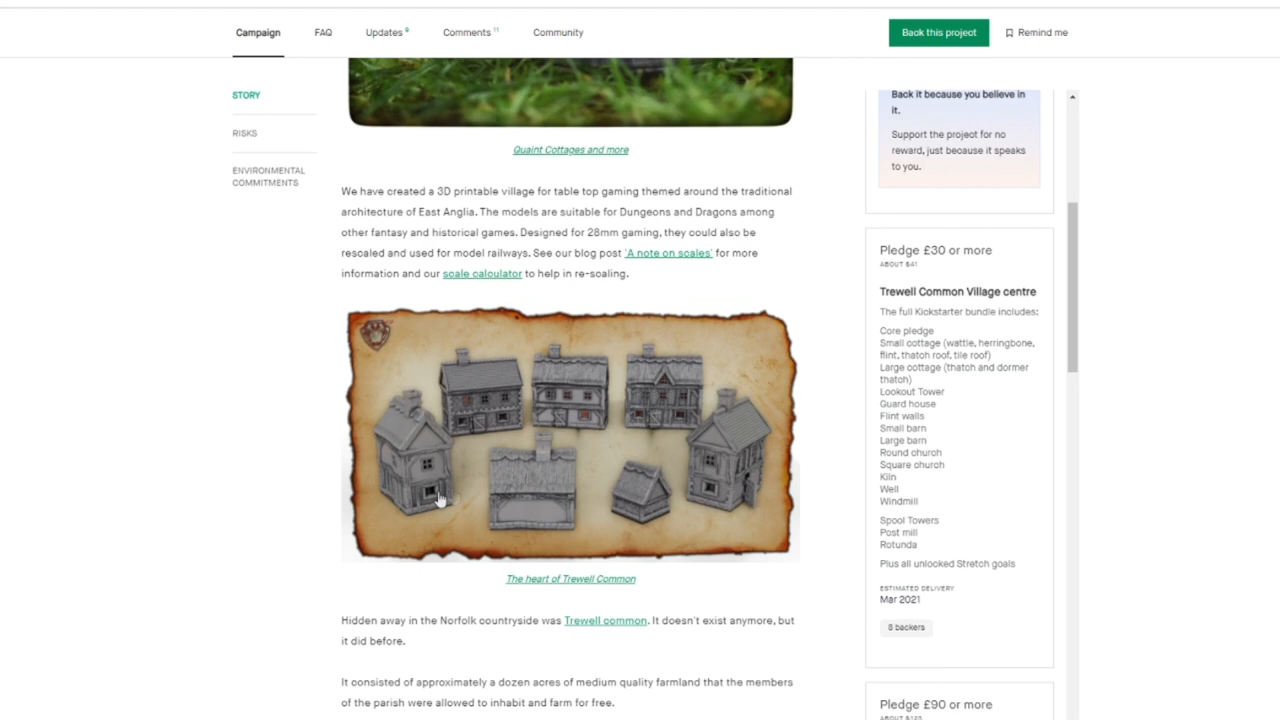 Campaign
FAQ
Updates 9
Comments 11
Community
Back this project
Remind me
STORY
RISKS
ENVIRONMENTAL
COMMITMENTS
Quaint Cottages and more
We have created a 3D printable village for table top gaming themed around the traditional
architecture of East Anglia. The models are suitable for Dungeons and Dragons among
other fantasy and historical games. Designed for 28mm gaming, they could also be
rescaled and used for model railways. See our blog post 'A note on scales' for more
information and our scale calculator to help in re-scaling.
The heart of Trewell Common
Hidden away in the Norfolk countryside was Trewell common. It doesn't exist anymore, but
it did before.
It consisted of approximately a dozen acres of medium quality farmland that the members
of the parish were allowed to inhabit and farm for free.
Back it because you believe in
it.
Support the project for no
reward, just because it speaks
to you.
Pledge £30 or more
ABOUT $41
Trewell Common Village centre
The full Kickstarter bundle includes:
Core pledge
Small cottage (wattle, herringbone,
flint, thatch roof, tile roof)
Large cottage (thatch and dormer
thatch)
Lookout Tower
Guard house
Flint walls
Small barn
Large barn
Round church
Square church
Kiln
Well
Windmill
Spool Towers
Post mill
Rotunda
Plus all unlocked Stretch goals
ESTIMATED DELIVERY
Mar 2021
8 backers
Pledge £90 or more
ABOUT $123